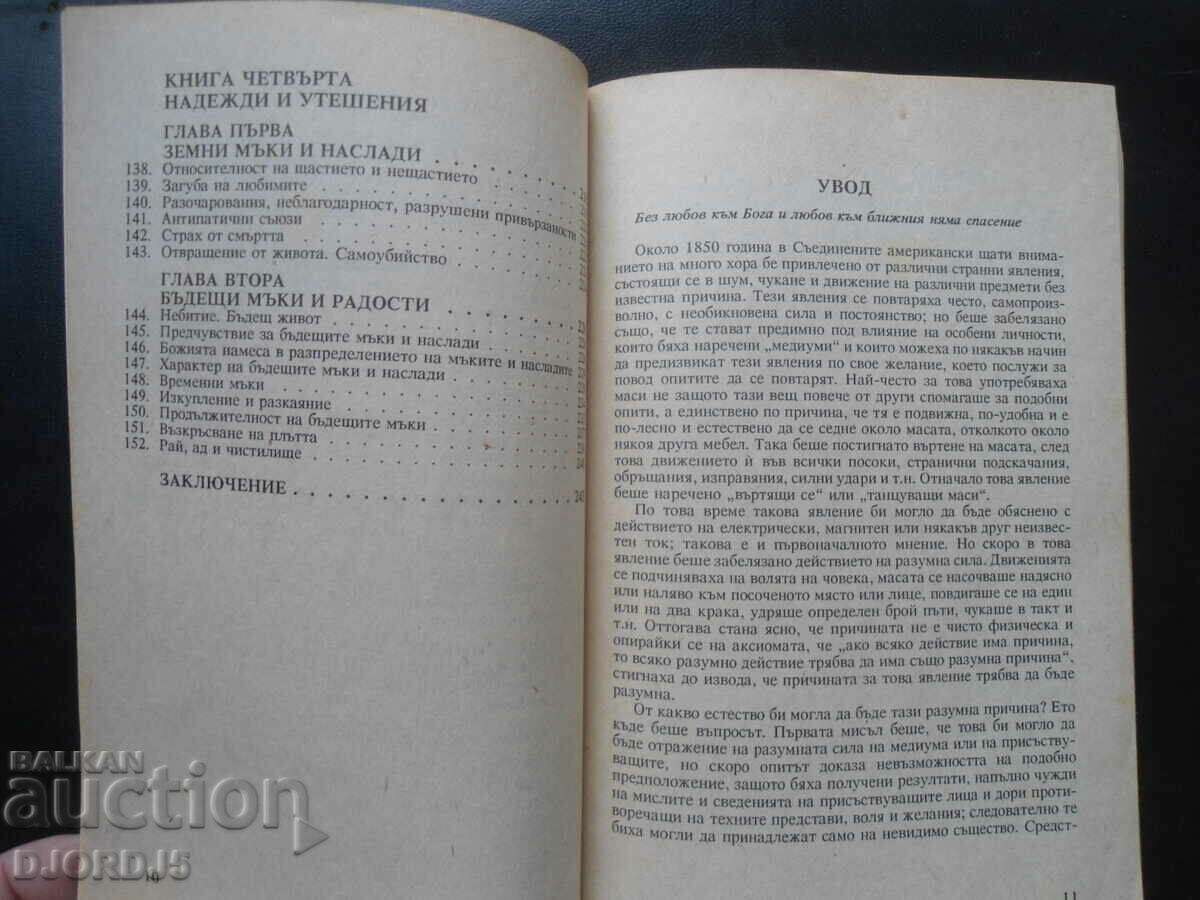 КНИГА ЧЕТВЪРТА
НАДЕЖДИ И УТЕШЕНИЯ
ГЛАВА ПЪРВА
ЗЕМНИ МЪКИ И НАСЛАДИ
138. Относителност на щастието и нещастието
139. Загуба на любимите
140. Разочарования, неблагодарност, разрушени привързаности
141. Антипатични съюзи
142. Страх от смъртта
143. Отвращение от живота. Самоубийство
ГЛАВА ВТОРА
БЪДЕЩИ МЪКИ И РАДОСТИ
144. Небитие. Бъдещ живот
145. Предчувствие за бъдещите мъки и наслади
146. Божията намеса в разпределението на мъките и насладите
147. Характер на бъдещите мъки и наслади
148. Временни мъки
149. Изкупление и разкаяние
150. Продължителност на бъдещите мъки
151. Възкръсване на плътта
152. Рай, ад и чистилище
ЗАКЛЮЧЕНИЕ
10
УВОД
Без любов към Бога и любов към ближния няма спасение
Около 1850 година в Съединените американски щати внима-
нието на много хора бе привлечено от различни странни явления,
състоящи се в шум, чукане и движение на различни предмети без
известна причина. Тези явления се повтаряха често, самопроиз-
волно, с необикновена сила и постоянство; но беше забелязано
също, че те стават предимно под влияние на особени личности,
които бяха наречени „медиуми“ и които можеха по някакъв начин
да предизвикат тези явления по свое желание, което послужи за
повод опитите да се повтарят. Най-често за това употребяваха
маси не защото тази вещ повече от други спомагаше за подобни
опити, а единствено по причина, че тя е подвижна, по-удобна и е
по-лесно и естествено да се седне около масата, отколкото около
някоя друга мебел. Така беше постигнато въртене на масата, след
това движението ѝ във всички посоки, странични подскачания,
обръщания, изправяния, силни удари и т.н. Отначало това явление
беше наречено „въртящи се“ или „танцуващи маси“.
По това време такова явление би могло да бъде обяснено с
действието на електрически, магнитен или някакъв друг неизвес-
тен ток; такова е и първоначалното мнение. Но скоро в това
явление беше забелязано действието на разумна сила. Движенията
се подчиняваха на волята на човека, масата се насочваше надясно
или наляво към посоченото място или лице, повдигаше се на един
или на два крака, удряше определен брой пъти, чукаше в такт и
т.н. Оттогава стана ясно, че причината не е чисто физическа и
опирайки се на аксиомата, че „ако всяко действие има причина,
то всяко разумно действие трябва да има също разумна причина“,
стигнаха до извода, че причината за това явление трябва да бъде
разумна.
От какво естество би могла да бъде тази разумна причина? Ето
къде беше въпросът. Първата мисъл беше, че това би могло да
бъде отражение на разумната сила на медиума или на присъству-
ващите, но скоро опитът доказа невъзможността на подобно
предположение, защото бяха получени резултати, напълно чужди
на мислите и сведенията на присъствуващите лица и дори проти-
воречащи на техните представи, воля и желания; следователно те
биха могли да принадлежат само на невидимо същество. Средст-
11
BALKAN
auction
DJORDJ5